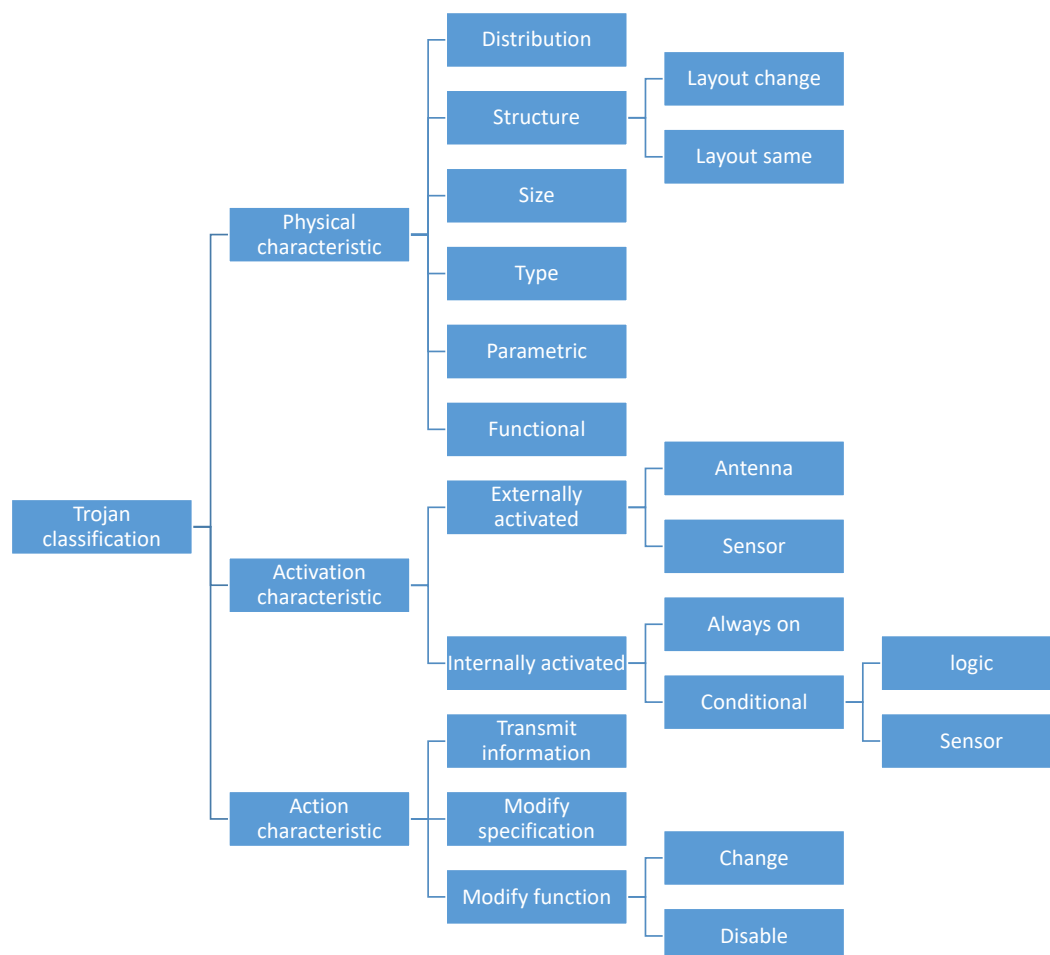 Distribution
Layout change
Structure
Layout same
Size
Physical
characteristic
Type
Parametric
Functional
Antenna
Externally
activated
Trojan
classification
Sensor
Activation
characteristic
Always on
Internally activated
logic
Conditional
Transmit
information
Sensor
Action
characteristic
Modify
specification
Change
Modify function
Disable